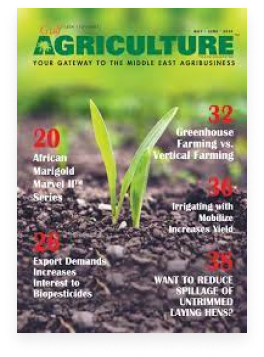 Gulf
AGRICULTURE
YOUR GATEWAY TO THE MIDDLE EAST AGRIBUSINESS
20
African
Marigold
Marvel II™
Series
26
Export Demands
Increases
Interest to
Biopesticides
32
Greenhouse
Farming vs.
Vertical Farming
36
Irrigating with
Mobilize
Increases Yield
WANT TO REDUCE
SPILLAGE OF
UNTRIMMED
LAYING HENS?